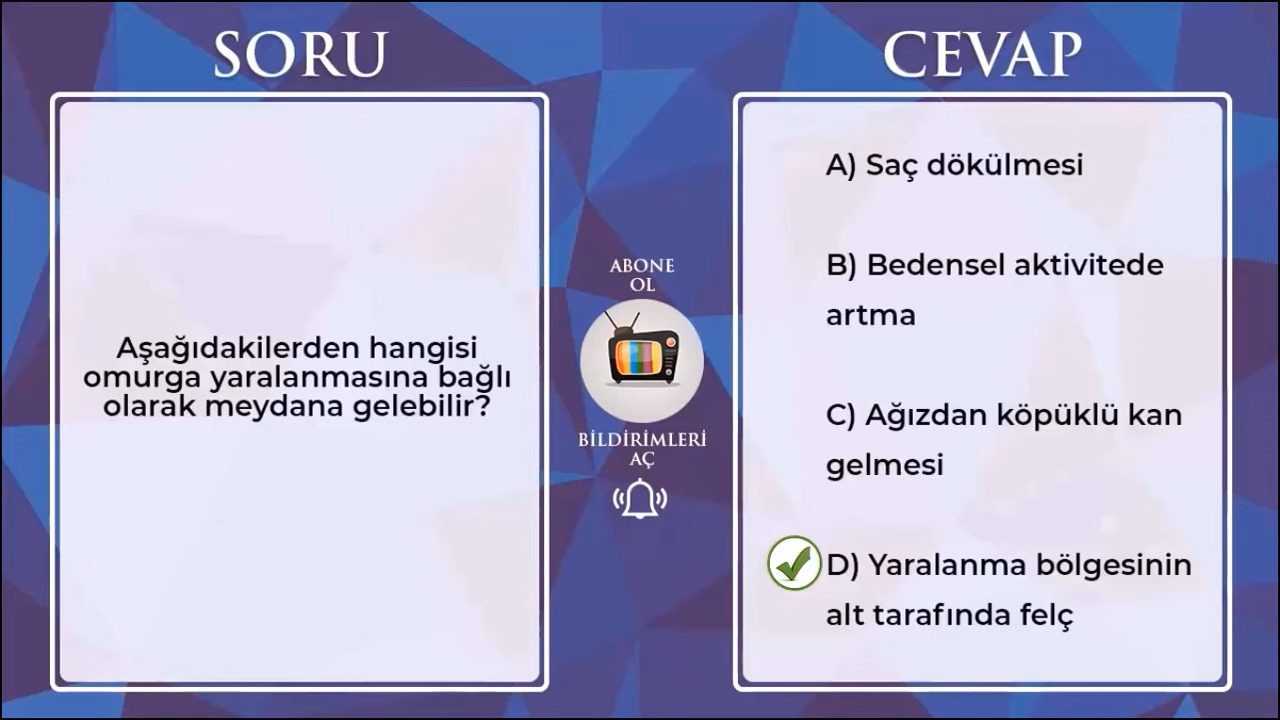 SORU
Aşağıdakilerden hangisi
omurga yaralanmasına bağlı
olarak meydana gelebilir?
ABONE
OL
BİLDİRİMLERİ
AÇ
CEVAP
A) Saç dökülmesi
B) Bedensel aktivitede
artma
C) Ağızdan köpüklü kan
gelmesi
D) Yaralanma bölgesinin
alt tarafında felç